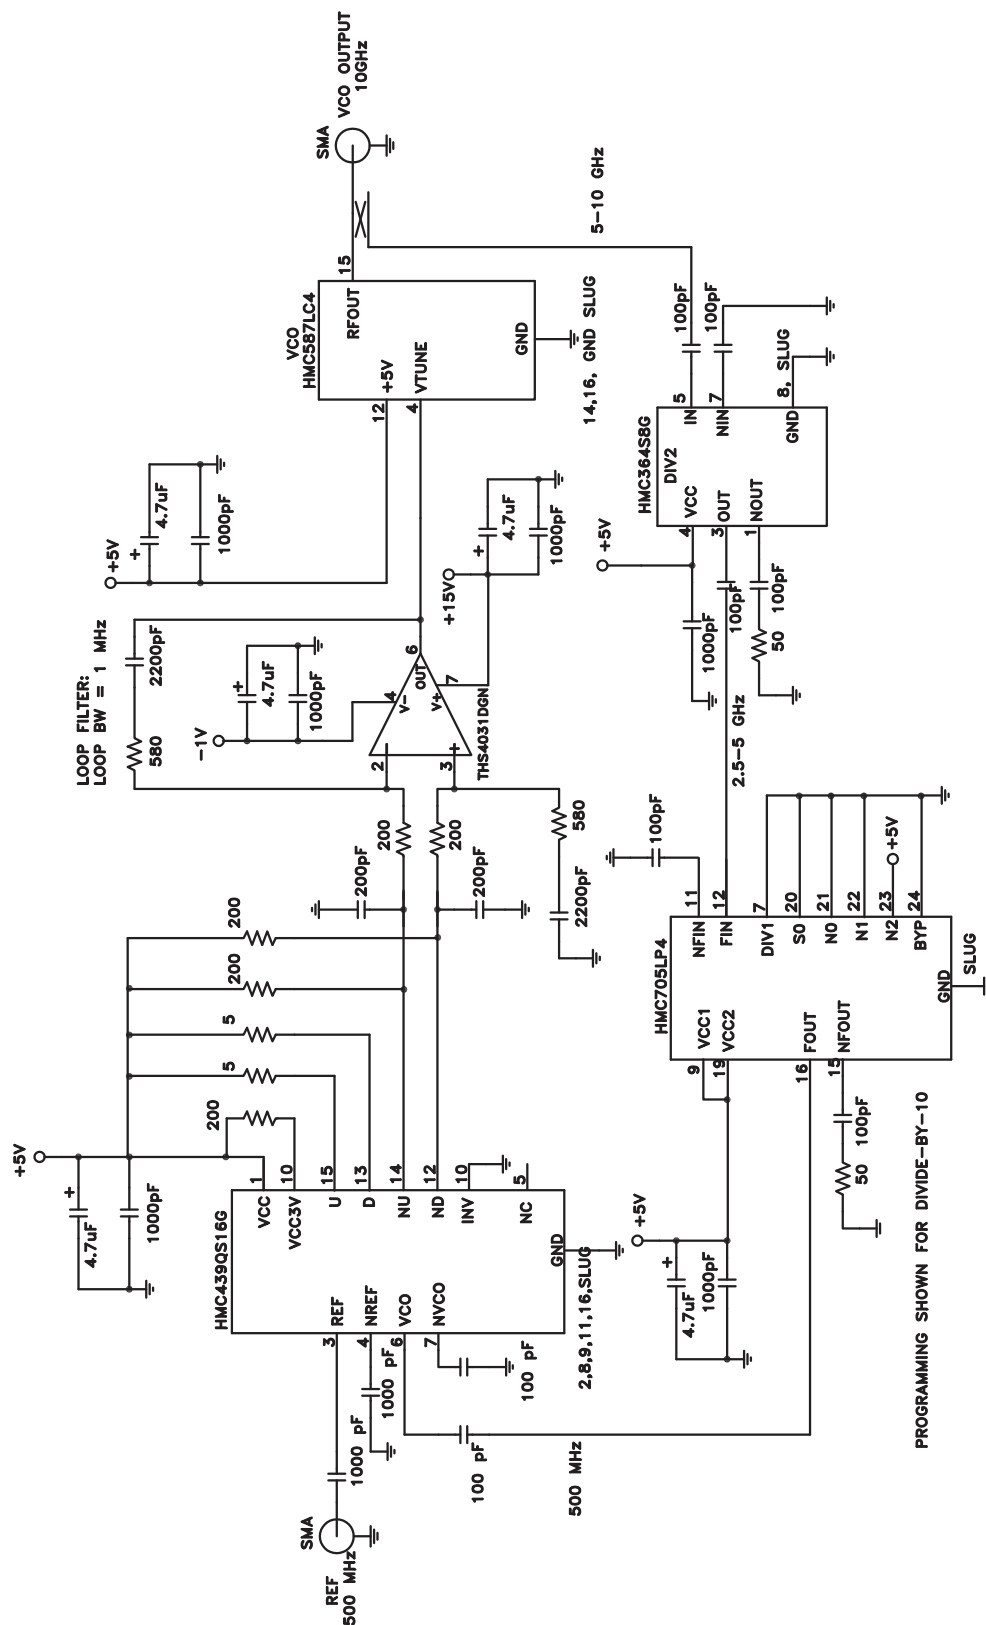 LOOP FILTER:
LOOP BW = 1 MHz
+5V
4.7uF
+
1000pF
200
5
5
200
200
HMC439QS16G
VCC
1
VCC3V
10
U
15
D
13
NU
14
ND
12
INV
10
NC
5
GND
2,8,9,11,16,SLUG
REF
3
NREF
4
VCO
6
NVCO
7
SMA
REF
500 MHz
1000 pF
1000 pF
100 pF
100 pF
500 MHz
200pF
200
200pF
200
580
2200pF
580
2200pF
-1V
+
4.7uF
1000pF
2
3
4
V-
OUT
6
V+
7
THS4031DGN
+15V
+
4.7uF
1000pF
+5V
+
4.7uF
1000pF
VCO
HMC587LC4
12
+5V
4
VTUNE
RFOUT
15
GND
14,16, GND SLUG
SMA
VCO OUTPUT
10GHz
5-10 GHz
HMC364S8G
DIV2
VCC
4
OUT
3
NOUT
1
IN
5
NIN
7
GND
8, SLUG
100pF
100pF
+5V
1000pF
100pF
100pF
50
2.5-5 GHz
HMC705LP4
VCC1
9
VCC2
19
FOUT
16
NFOUT
15
NFIN
11
FIN
12
DIV1
7
S0
20
N0
21
N1
22
N2
23
BYP
24
GND
SLUG
100pF
+5V
+5V
+
4.7uF
1000pF
100pF
50
PROGRAMMING SHOWN FOR DIVIDE-BY-10